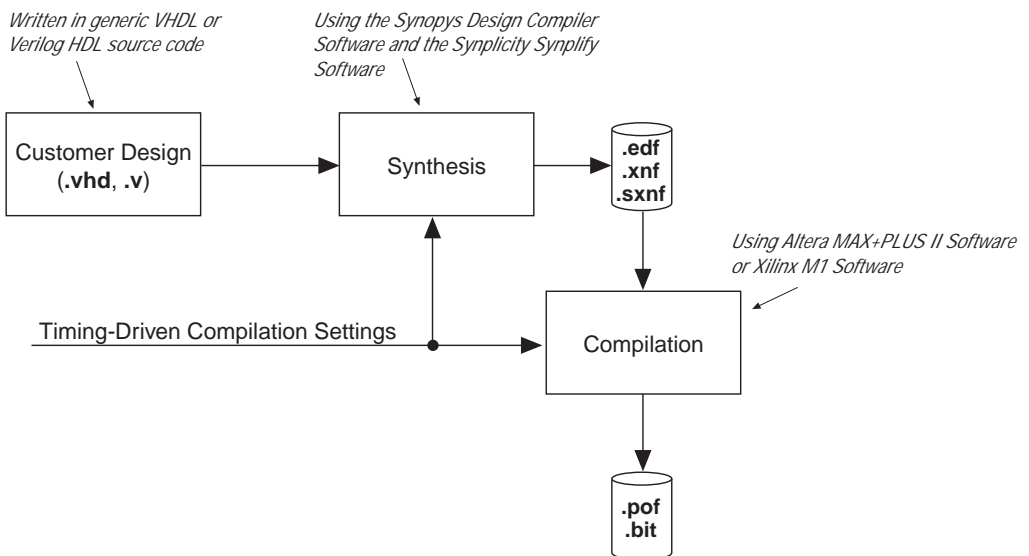 Written in generic VHDL or
Verilog HDL source code
Using the Synopys Design Compiler
Software and the Synplicity Synplify
Software
Customer Design
(.vhd, .v)
Synthesis
.edf
.xnf
.sxnf
Using Altera MAX+PLUS II Software
or Xilinx M1 Software
Timing-Driven Compilation Settings
Compilation
.pof
.bit